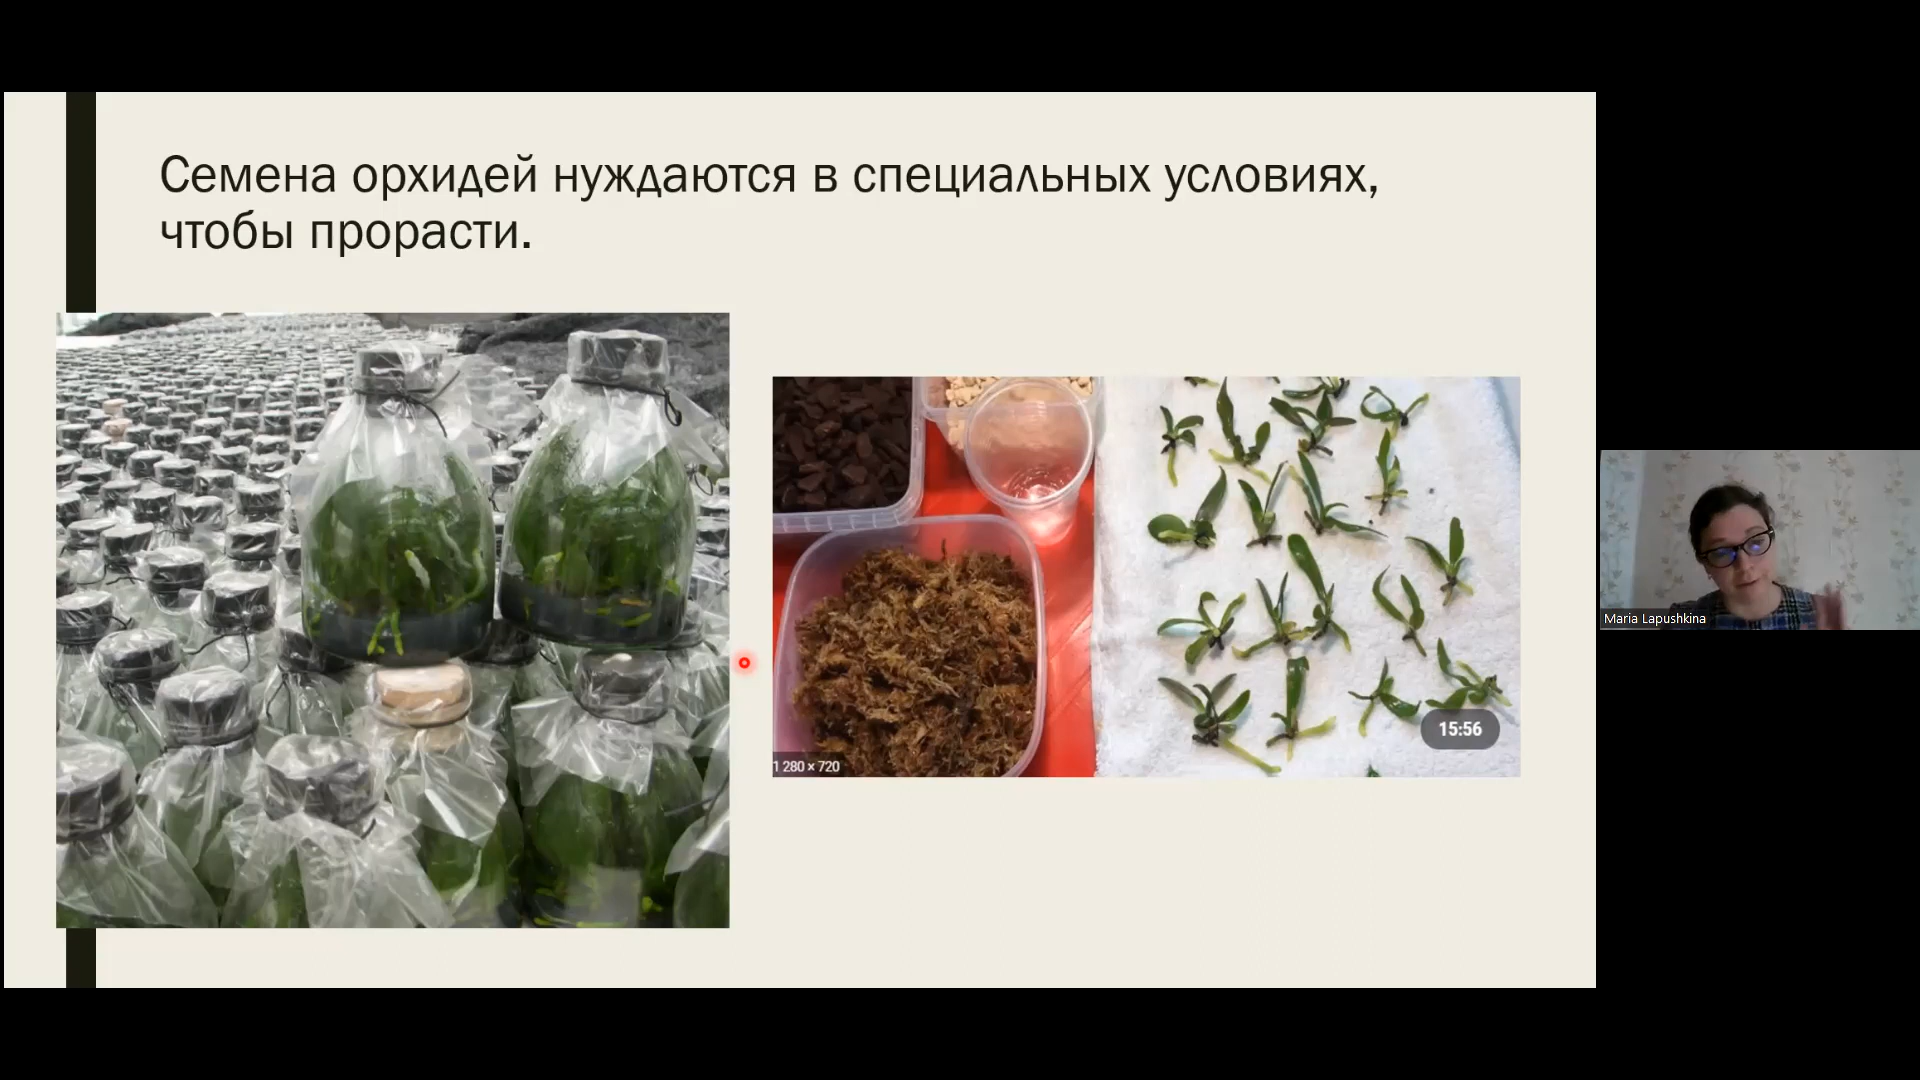 Семена орхидей нуждаются в специальных условиях,
чтобы прорасти.
15:56
1 280 × 720
Maria Lapushkina